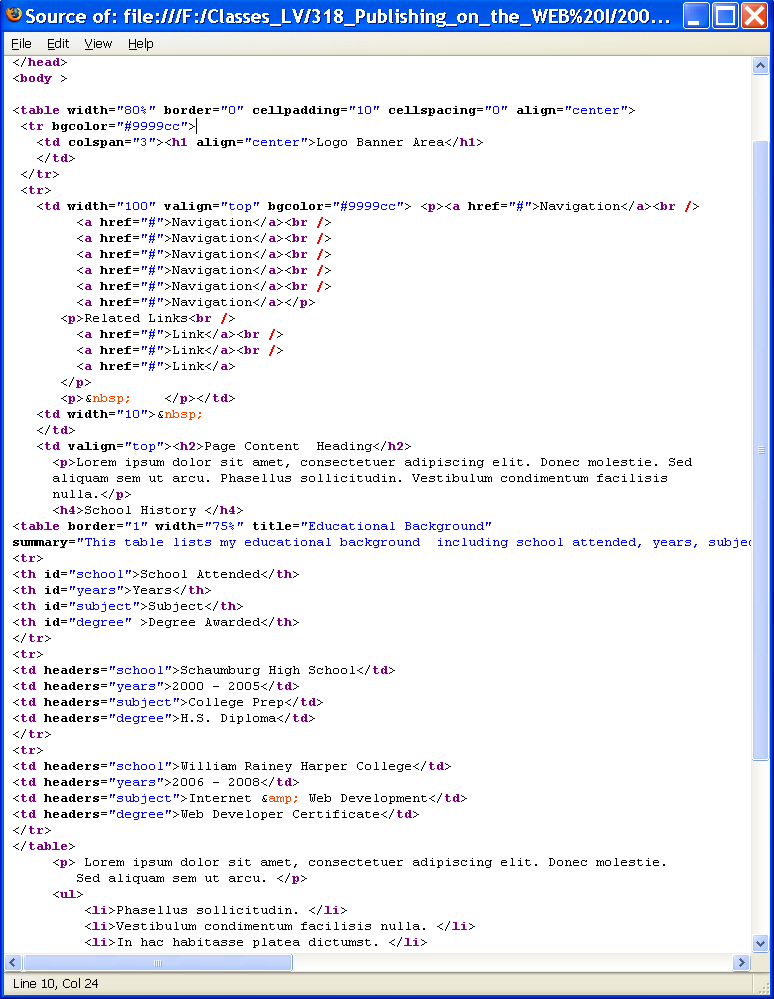 Source of: file:///F:/Classes_LV/318_Publishing_on_the_WEB%20I/200...
File Edit View Help
</head>
<body >
<table width="80%" border="0" cellpadding="10" cellspacing="0" align="center">
<tr bgcolor="#9999cc">
<td colspan="3"><h1 align="center">Logo Banner Area</h1>
</td>
</tr>
<tr>
<td width="100" valign="top" bgcolor="#9999cc"> <p><a href="#">Navigation</a><br />
<a href="#">Navigation</a><br />
<a href="#">Navigation</a><br />
<a href="#">Navigation</a><br />
<a href="#">Navigation</a><br />
<a href="#">Navigation</a><br />
<a href="#">Navigation</a></p>
<p>Related Links<br />
<a href="#">Link</a><br />
<a href="#">Link</a><br />
<a href="#">Link</a>
</p>
<p>&nbsp;    </p></td>
<td width="10">&nbsp;
</td>
<td valign="top"><h2>Page Content  Heading</h2>
<p>Lorem ipsum dolor sit amet, consectetuer adipiscing elit. Donec molestie. Sed
aliquam sem ut arcu. Phasellus sollicitudin. Vestibulum condimentum facilisis
nulla.</p>
<h4>School History </h4>
<table border="1" width="75%" title="Educational Background"
summary="This table lists my educational background  including school attended, years, subje
<tr>
<th id="school">School Attended</th>
<th id="years">Years</th>
<th id="subject">Subject</th>
<th id="degree" >Degree Awarded</th>
</tr>
<tr>
<td headers="school">Schaumburg High School</td>
<td headers="years">2000 - 2005</td>
<td headers="subject">College Prep</td>
<td headers="degree">H.S. Diploma</td>
</tr>
<tr>
<td headers="school">William Rainey Harper College</td>
<td headers="years">2006 - 2008</td>
<td headers="subject">Internet &amp; Web Development</td>
<td headers="degree">Web Developer Certificate</td>
</tr>
</table>
<p> Lorem ipsum dolor sit amet, consectetuer adipiscing elit. Donec molestie.
Sed aliquam sem ut arcu. </p>
<ul>
<li>Phasellus sollicitudin. </li>
<li>Vestibulum condimentum facilisis nulla. </li>
<li>In hac habitasse platea dictumst. </li>
Line 10, Col 24